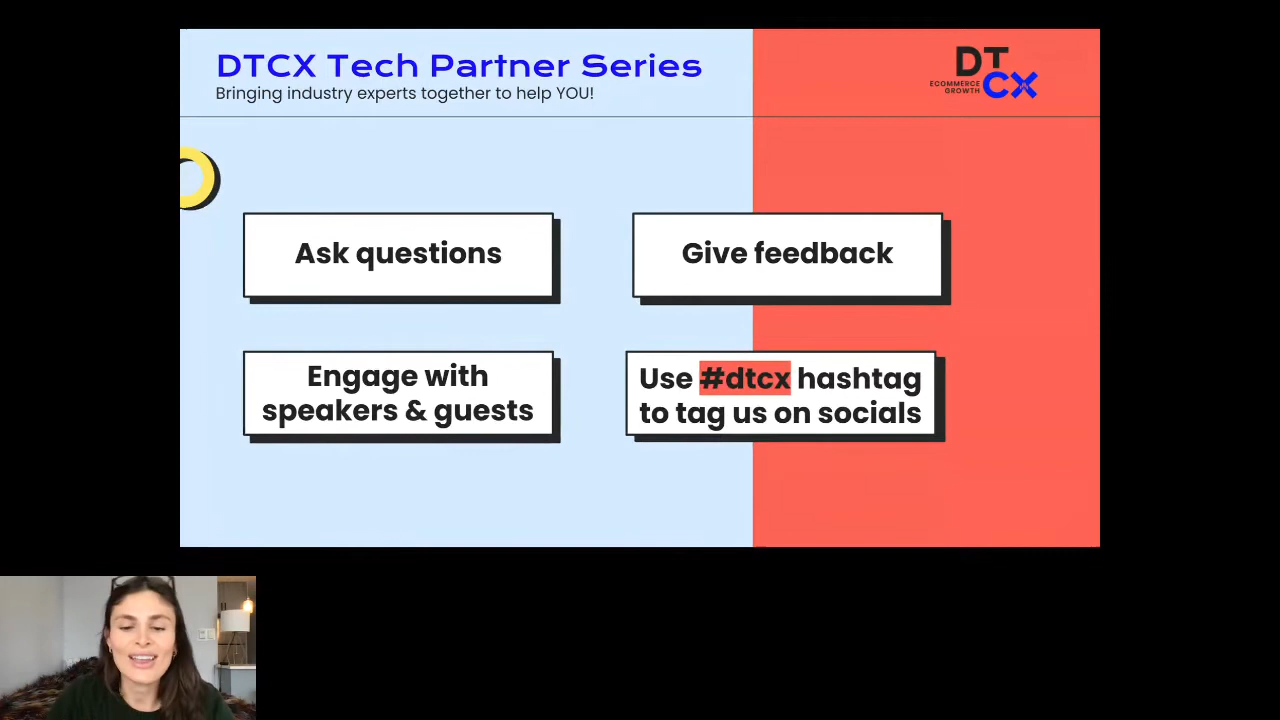 DTCX Tech Partner Series
Bringing industry experts together to help YOU!
DT
ECOMMERCE
GROWTH
CX
Ask questions
Give feedback
Engage with
speakers & guests
Use #dtcx hashtag
to tag us on socials